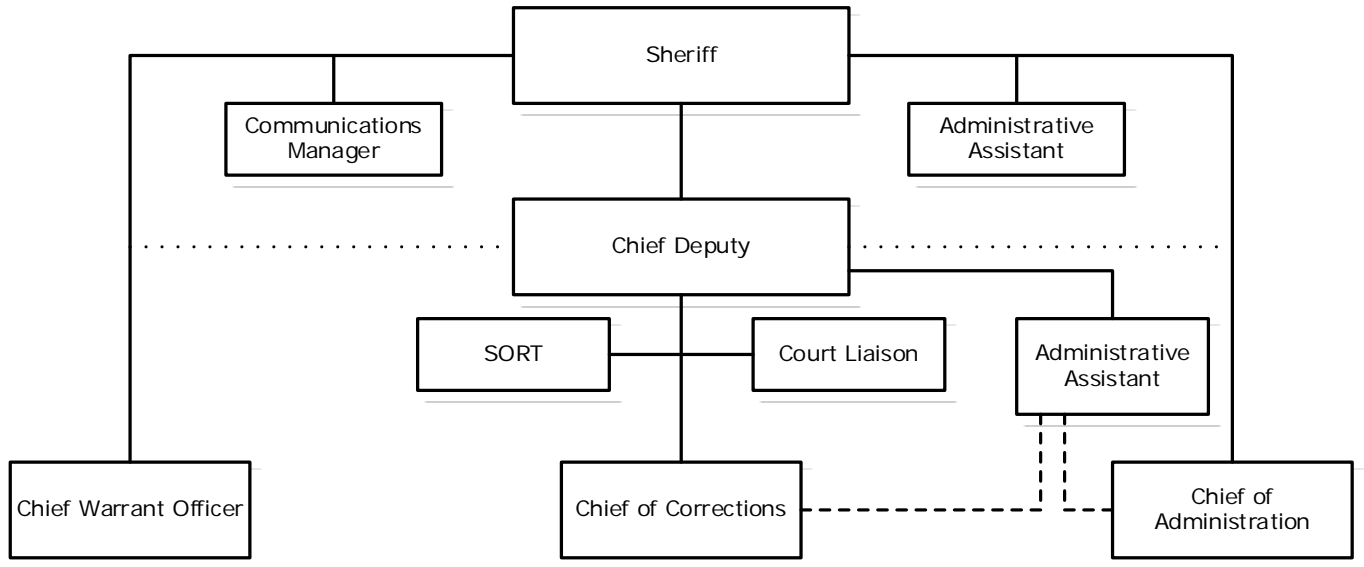 Sheriff
Communications
Manager
Administrative
Assistant
Chief Deputy
SORT
Court Liaison
Administrative
Assistant
Chief Warrant Officer
Chief of Corrections
Chief of
Administration